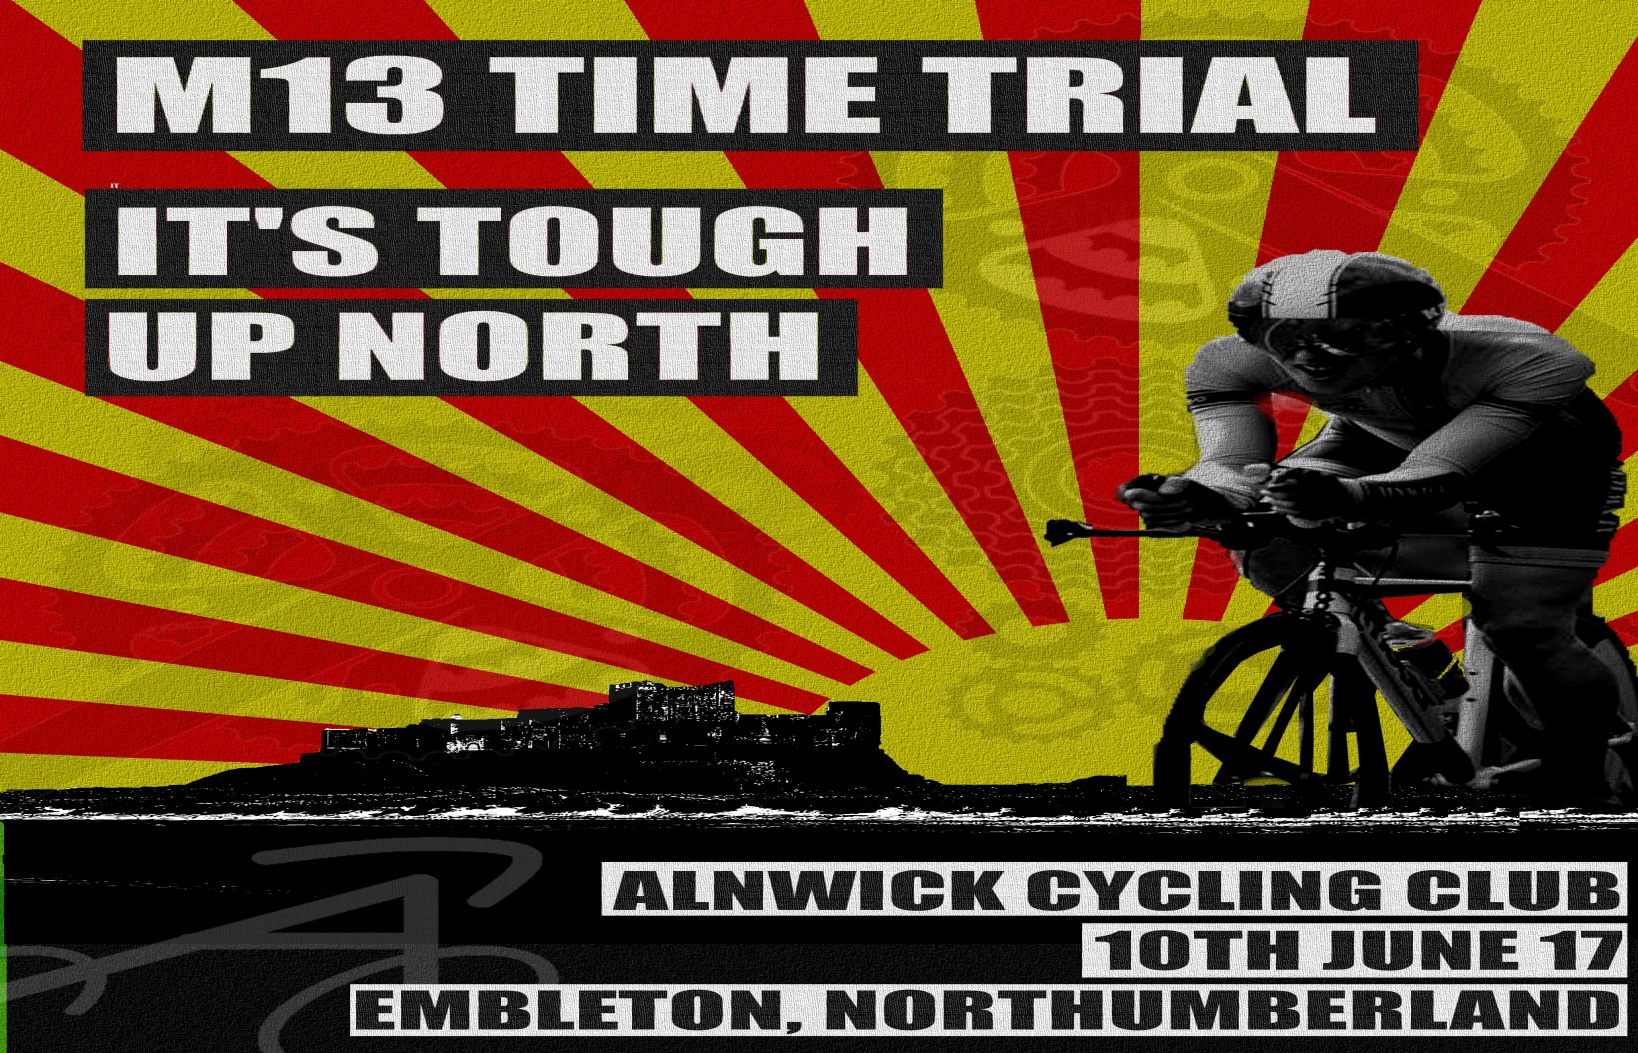 M13 TIME TRIAL
IT'S TOUGH
UP NORTH
ALNWICK CYCLING CLUB
10TH JUNE 17
EMBLETON, NORTHUMBERLAND